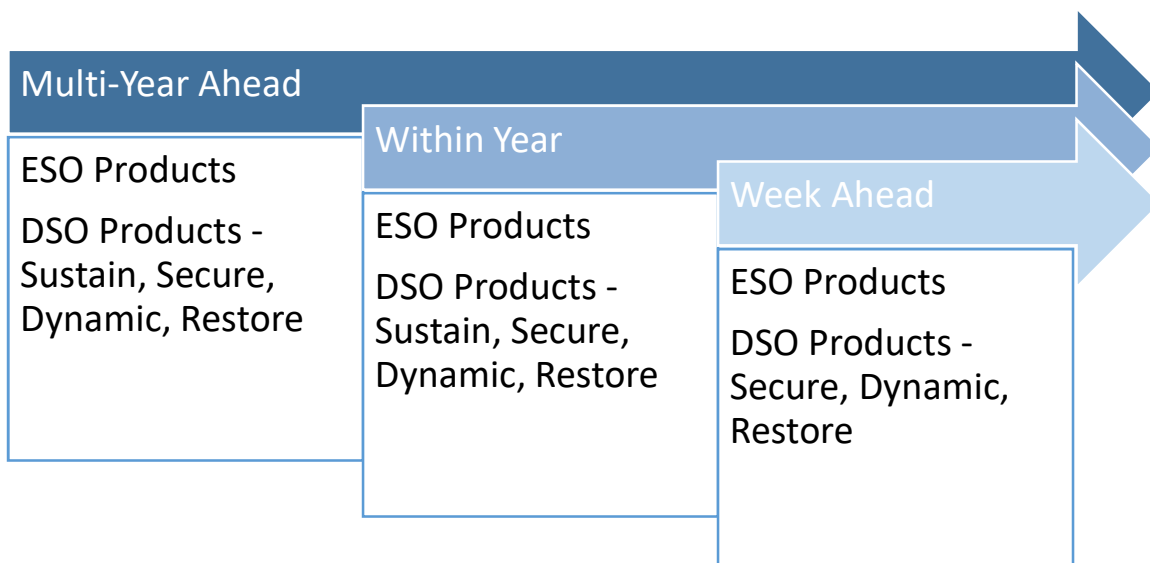 Multi-Year Ahead
ESO Products
DSO Products -
Sustain, Secure,
Dynamic, Restore
Within Year
ESO Products
DSO Products -
Sustain, Secure,
Dynamic, Restore
Week Ahead
ESO Products
DSO Products -
Secure, Dynamic,
Restore